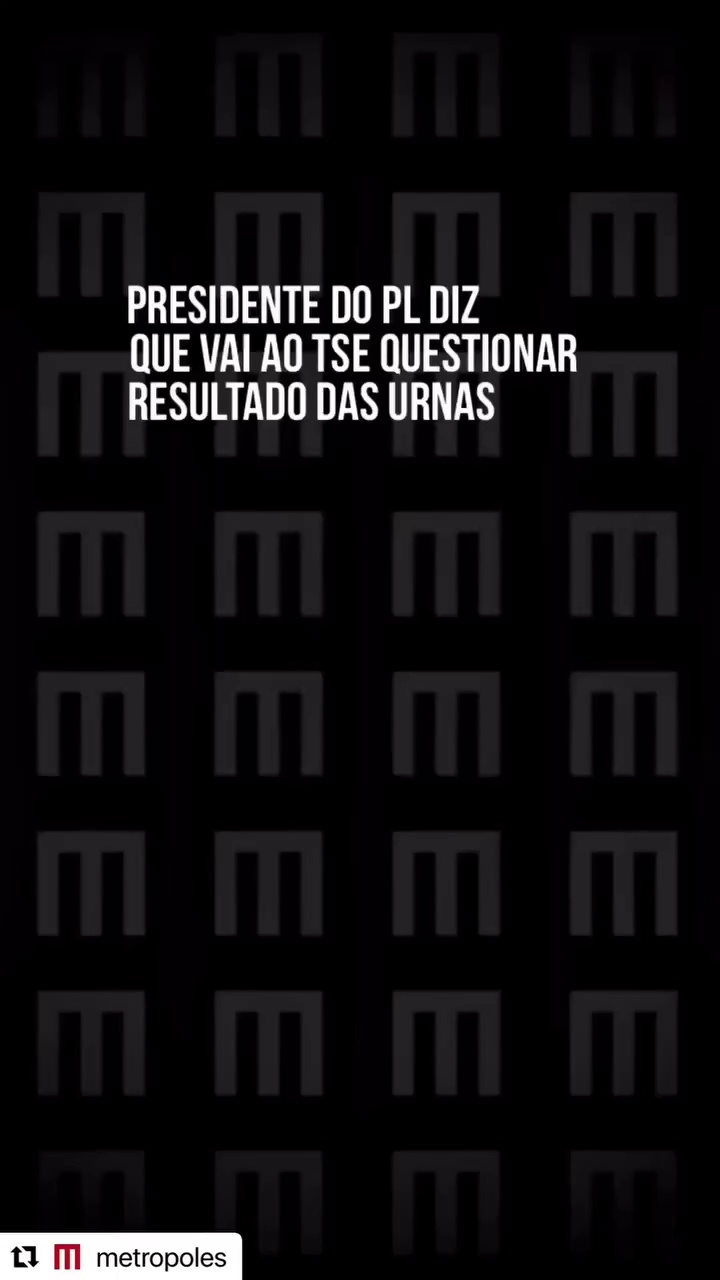 PRESIDENTE DO PL DIZ
QUE VAI AO TSE QUESTIONAR
RESULTADO DAS URNAS
metropoles